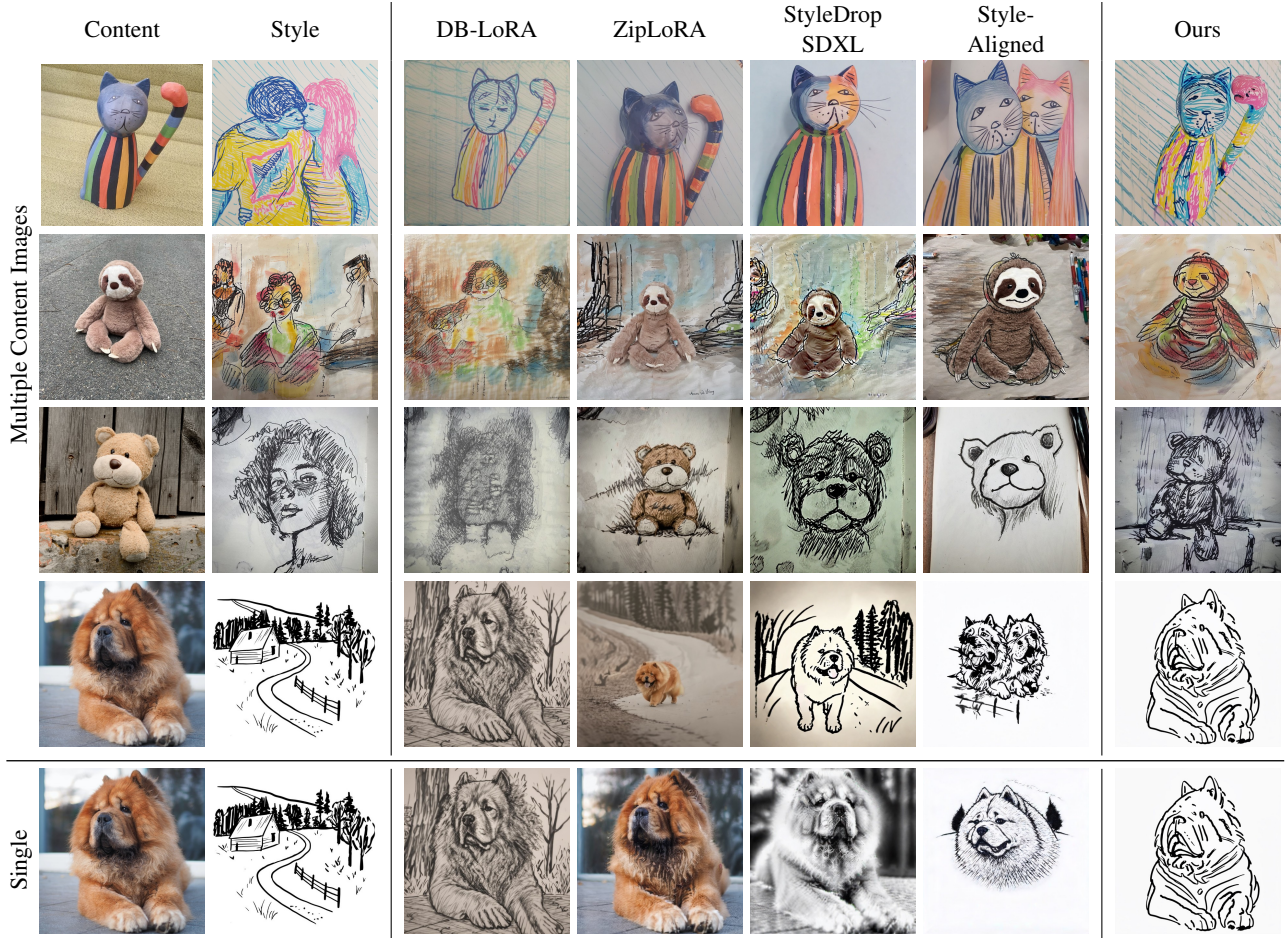 Content
Style
DB-LoRA
ZipLoRA
StyleDrop
SDXL
Style-
Aligned
Ours
Multiple Content Images
Single